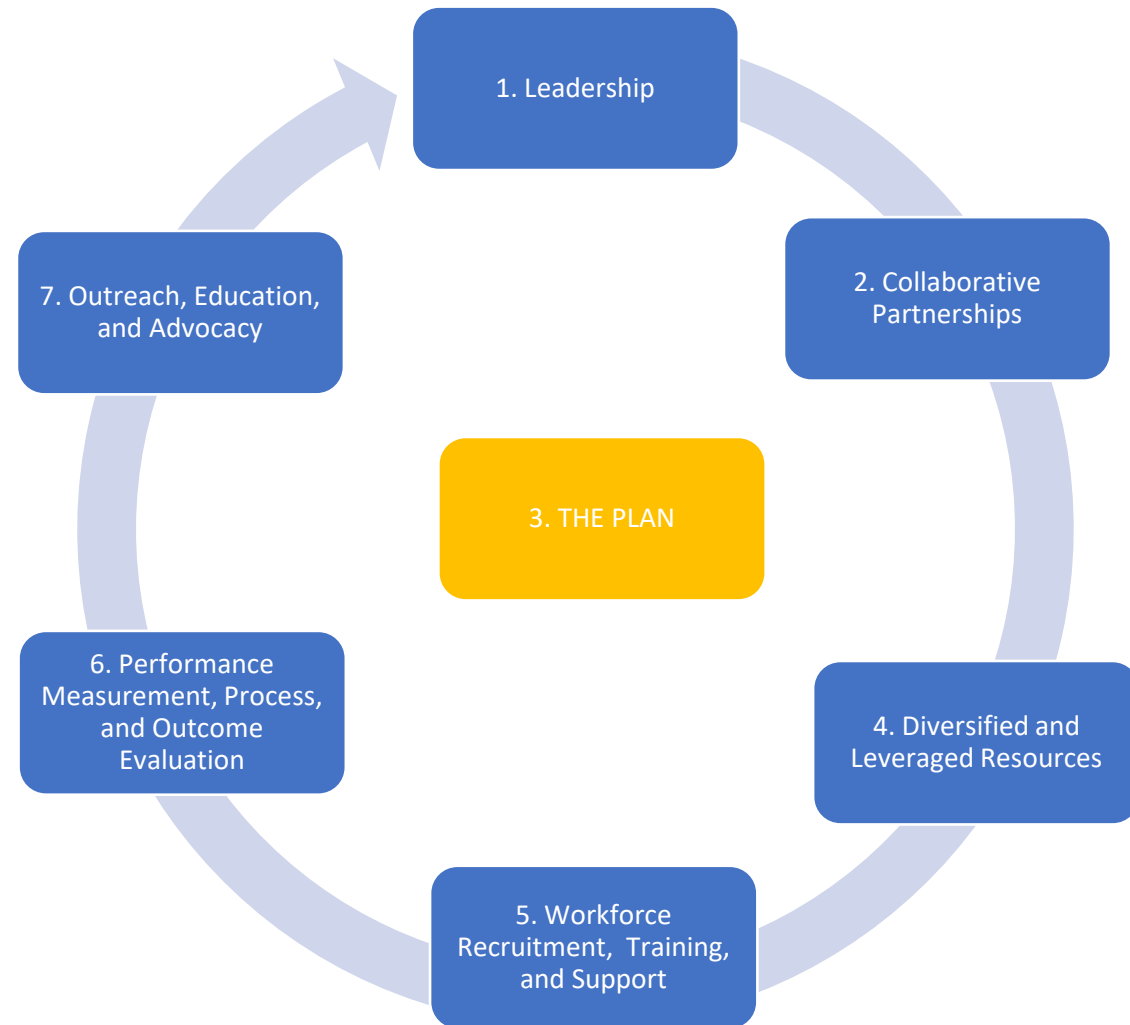 1. Leadership
2. Collaborative
Partnerships
3. THE PLAN
4. Diversified and
Leveraged Resources
5. Workforce
Recruitment,  Training,
and Support
6. Performance
Measurement, Process,
and Outcome
Evaluation
7. Outreach, Education,
and Advocacy